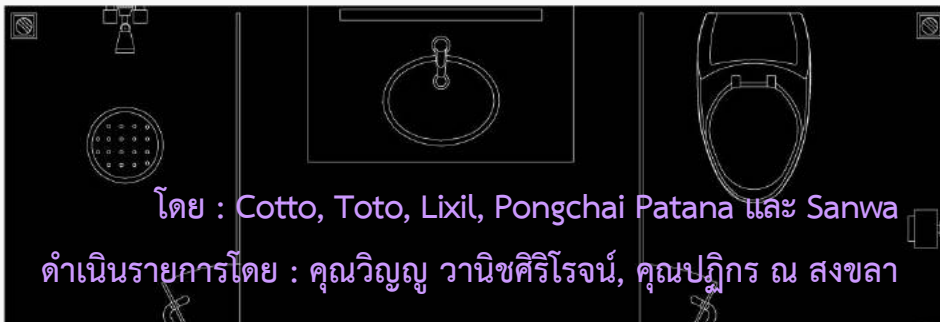 โดย : Cotto, Toto, Lixil, Pongchai Patana และ Sanwa
ดำเนินรายการโดย : คุณวิญญู วานิชศิริโรจน์, คุณปฏิกร ณ สงขลา